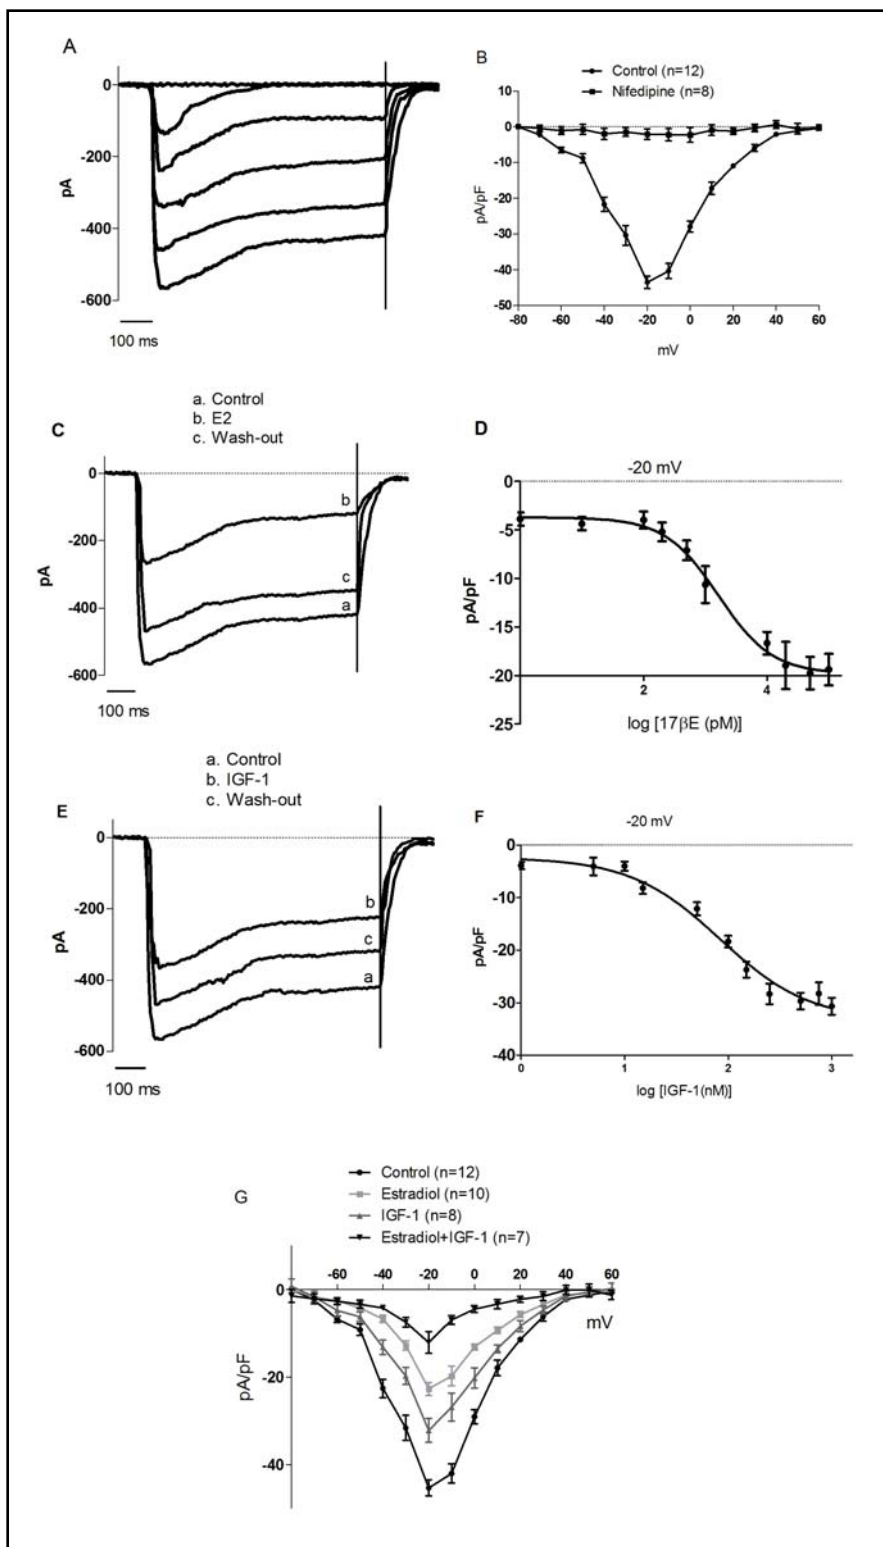 A
0
-200
-400
-600
pA
100 ms
B
Control (n=12)
Nifedipine (n=8)
10
0
-10
-20
-30
-40
-50
pA/pF
-80 -60 -40 -20 0 20 40 60
mV
C
a. Control
b. E2
c. Wash-out
0
-200
-400
-600
pA
b
c
a
100 ms
D
-20 mV
0
-5
-10
-15
-20
-25
pA/pF
2 4
log [17βE (pM)]
E
a. Control
b. IGF-1
c. Wash-out
0
-200
-400
-600
pA
b
c
a
100 ms
F
-20 mV
0
-10
-20
-30
-40
pA/pF
0 1 2 3
log [IGF-1(nM)]
G
Control (n=12)
Estradiol (n=10)
IGF-1 (n=8)
Estradiol+IGF-1 (n=7)
-60 -40 -20 0 20 40 60
0
-20
-40
pA/pF
mV